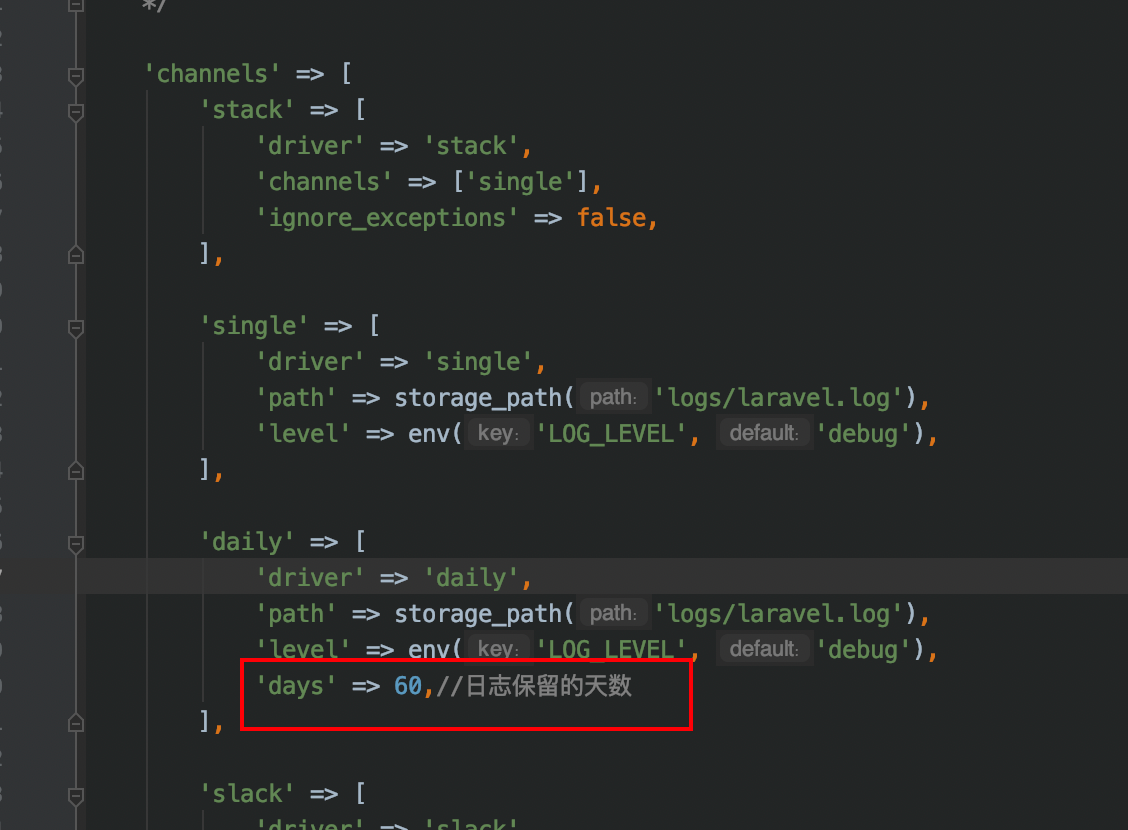 */
'channels' => [
'stack' => [
'driver' => 'stack',
'channels' => ['single'],
'ignore_exceptions' => false,
],
'single' => [
'driver' => 'single',
'path' => storage_path( path: 'logs/laravel.log'),
'level' => env( key: 'LOG_LEVEL', default: 'debug'),
],
'daily' => [
'driver' => 'daily',
'path' => storage_path( path: 'logs/laravel.log'),
'level' => env( key: 'LOG_LEVEL', default: 'debug'),
'days' => 60,//日志保留的天数
],
'slack' => [
'driver' => 'slack'